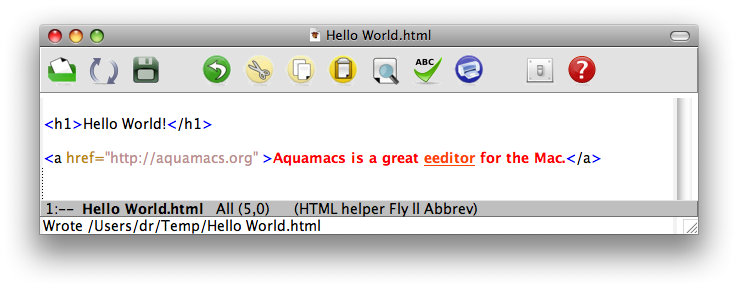 Hello World.html
ABC
?
<h1>Hello World!</h1>
<a href="http://aquamacs.org" >Aquamacs is a great eeditor for the Mac.</a>
1:-- Hello World.html All (5,0) (HTML helper Fly ll Abbrev)
Wrote /Users/dr/Temp/Hello World.html